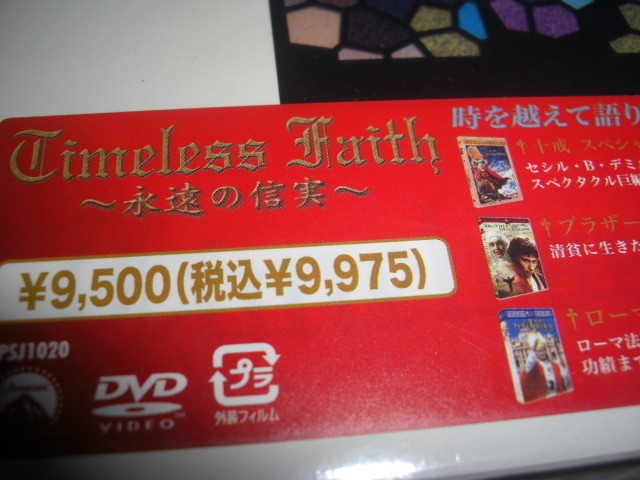 Timeless Faith
～永遠の信実～
¥9,500(税込¥9,975)
PSJ1020
DVD
VIDEO
プラ
外装フィルム
時を越えて語り
十戒 スペシャ
セシル・B・デミ
スペクタクル巨編
ブラザー
清貧に生きた
ローマ
ローマ法
功績まで